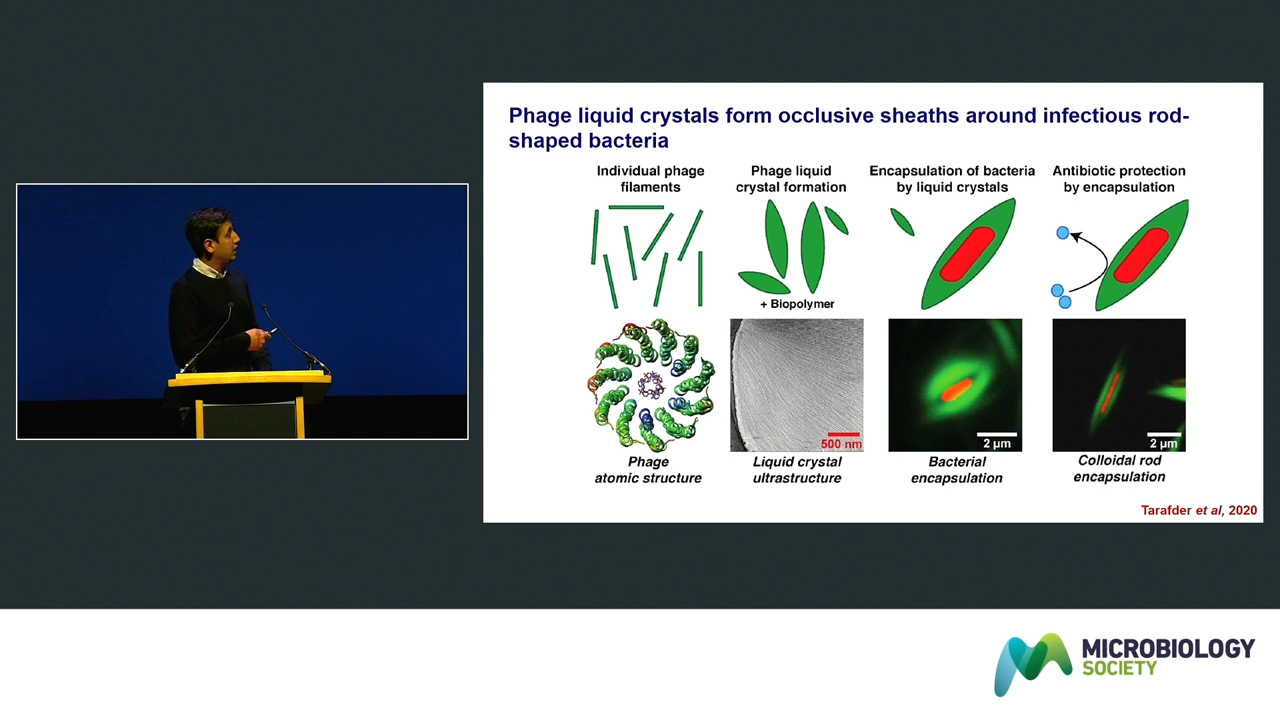 Phage liquid crystals form occlusive sheaths around infectious rod-
shaped bacteria
Individual phage
filaments
Phage liquid
crystal formation
Encapsulation of bacteria
by liquid crystals
Antibiotic protection
by encapsulation
+ Biopolymer
500 nm
2 µm
2 µm
Phage
atomic structure
Liquid crystal
ultrastructure
Bacterial
encapsulation
Colloidal rod
encapsulation
Tarafder et al, 2020
MICROBIOLOGY
SOCIETY